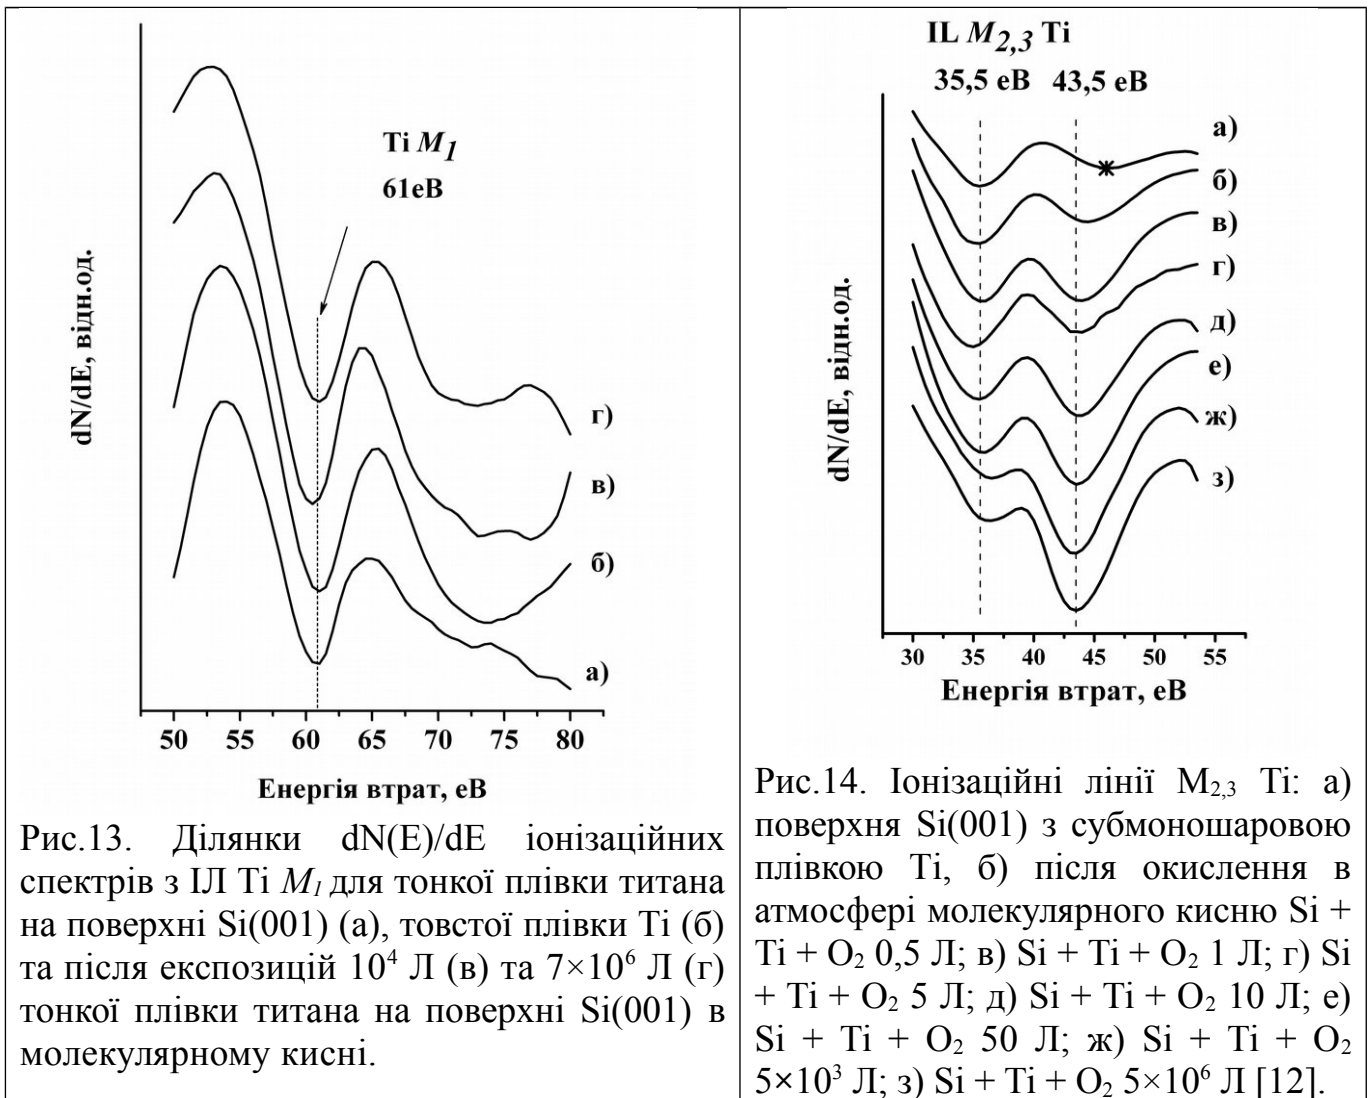 Ti M1
61еВ
dN/dE, відн.од.
г)
в)
б)
а)
50 55 60 65 70 75 80
Енергія втрат, еВ
Рис.13. Ділянки dN(E)/dE іонізаційних
спектрів з ІЛ Ti M1 для тонкої плівки титана
на поверхні Si(001) (а), товстої плівки Ti (б)
та після експозицій 10⁴ Л (в) та 7×10⁶ Л (г)
тонкої плівки титана на поверхні Si(001) в
молекулярному кисні.
IL M2,3 Ti
35,5 еВ 43,5 еВ
dN/dE, відн.од.
а)
б)
в)
г)
д)
е)
ж)
з)
30 35 40 45 50 55
Енергія втрат, еВ
Рис.14. Іонізаційні лінії M2,3 Ti: а)
поверхня Si(001) з субмоношаровою
плівкою Ti, б) після окислення в
атмосфері молекулярного кисню Si +
Ti + O₂ 0,5 Л; в) Si + Ti + O₂ 1 Л; г) Si
+ Ti + O₂ 5 Л; д) Si + Ti + O₂ 10 Л; е)
Si + Ti + O₂ 50 Л; ж) Si + Ti + O₂
5×10³ Л; з) Si + Ti + O₂ 5×10⁶ Л [12].